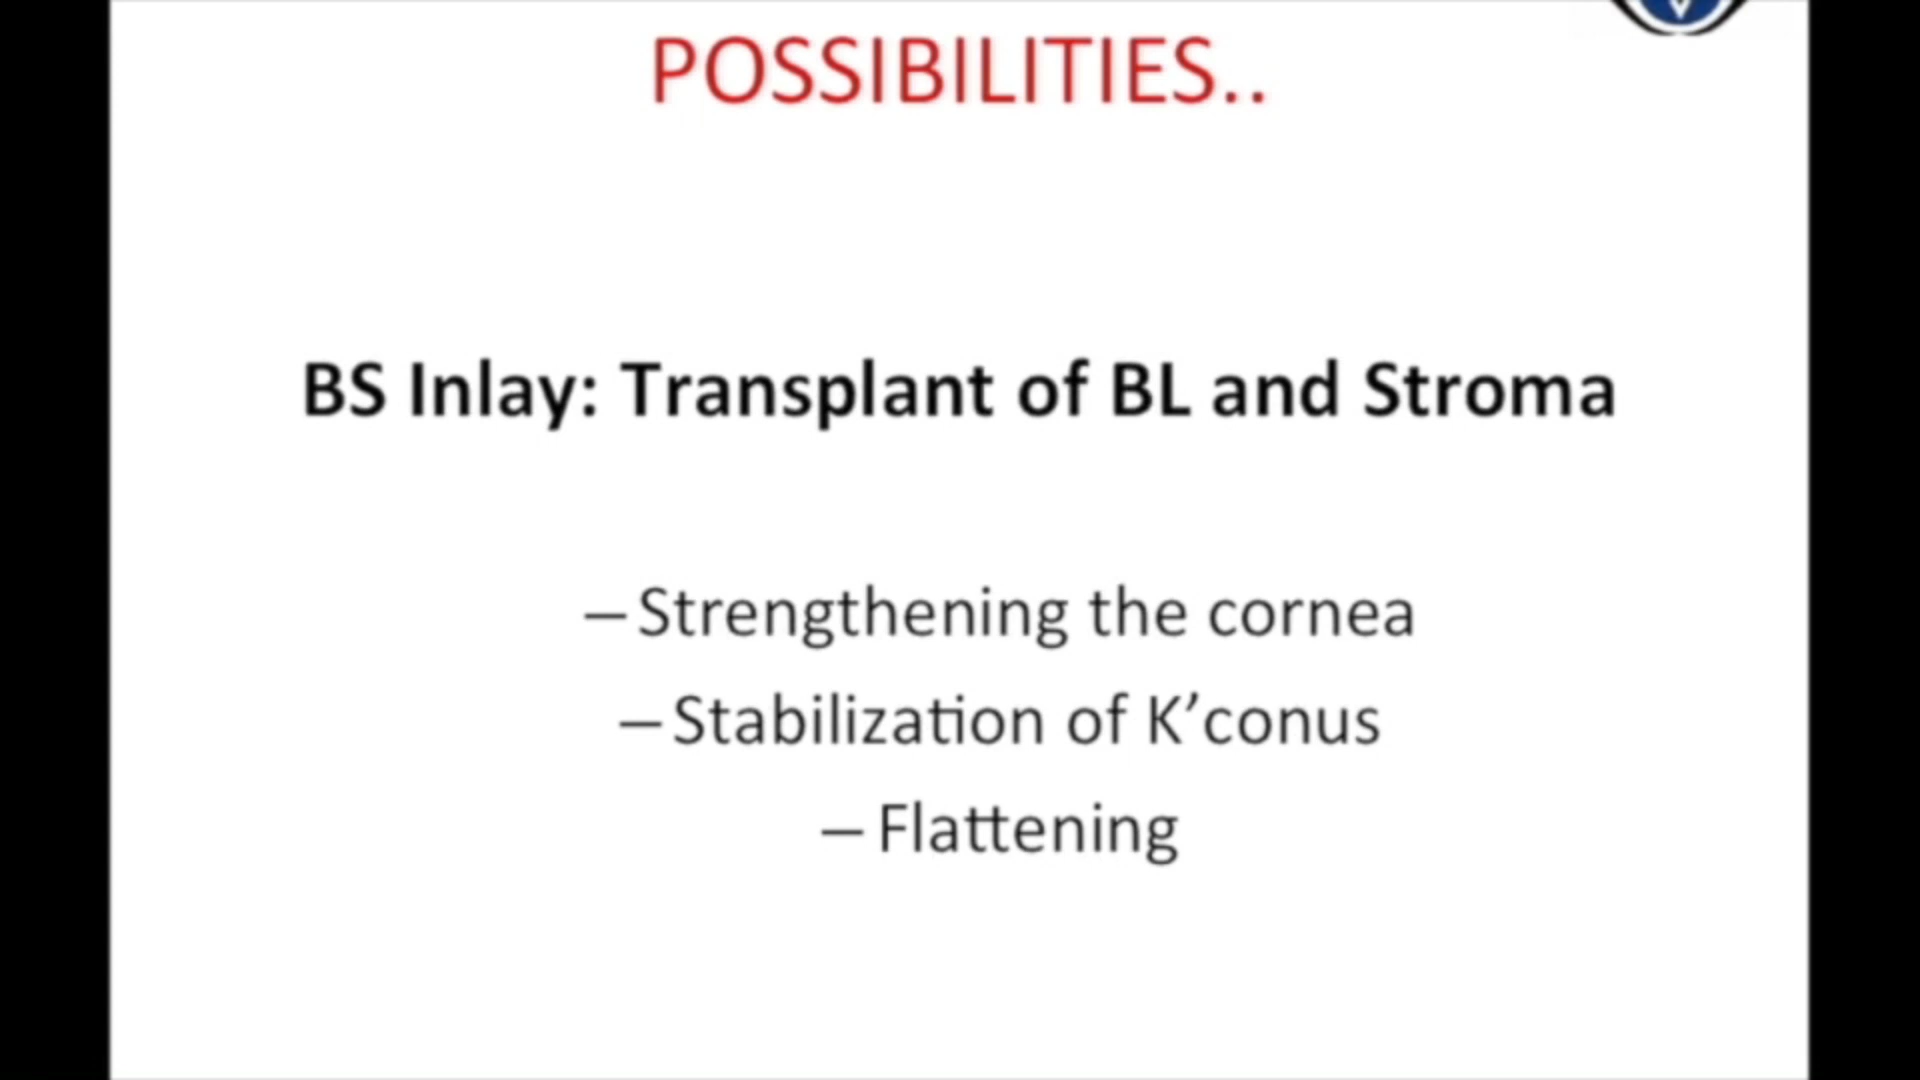 POSSIBILITIES..
BS Inlay: Transplant of BL and Stroma
– Strengthening the cornea
– Stabilization of K’conus
– Flattening